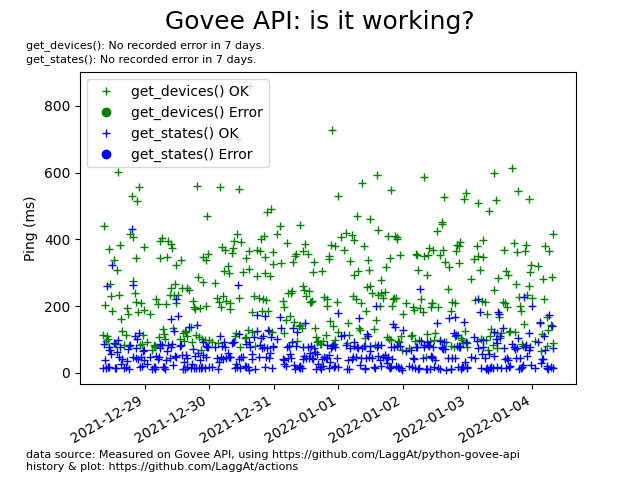 Govee API: is it working?
get_devices(): No recorded error in 7 days.
get_states(): No recorded error in 7 days.
get_devices() OK
get_devices() Error
get_states() OK
get_states() Error
Ping (ms)
800
600
400
200
0
2021-12-29
2021-12-30
2021-12-31
2022-01-01
2022-01-02
2022-01-03
2022-01-04
data source: Measured on Govee API, using https://github.com/LaggAt/python-govee-api
history & plot: https://github.com/LaggAt/actions